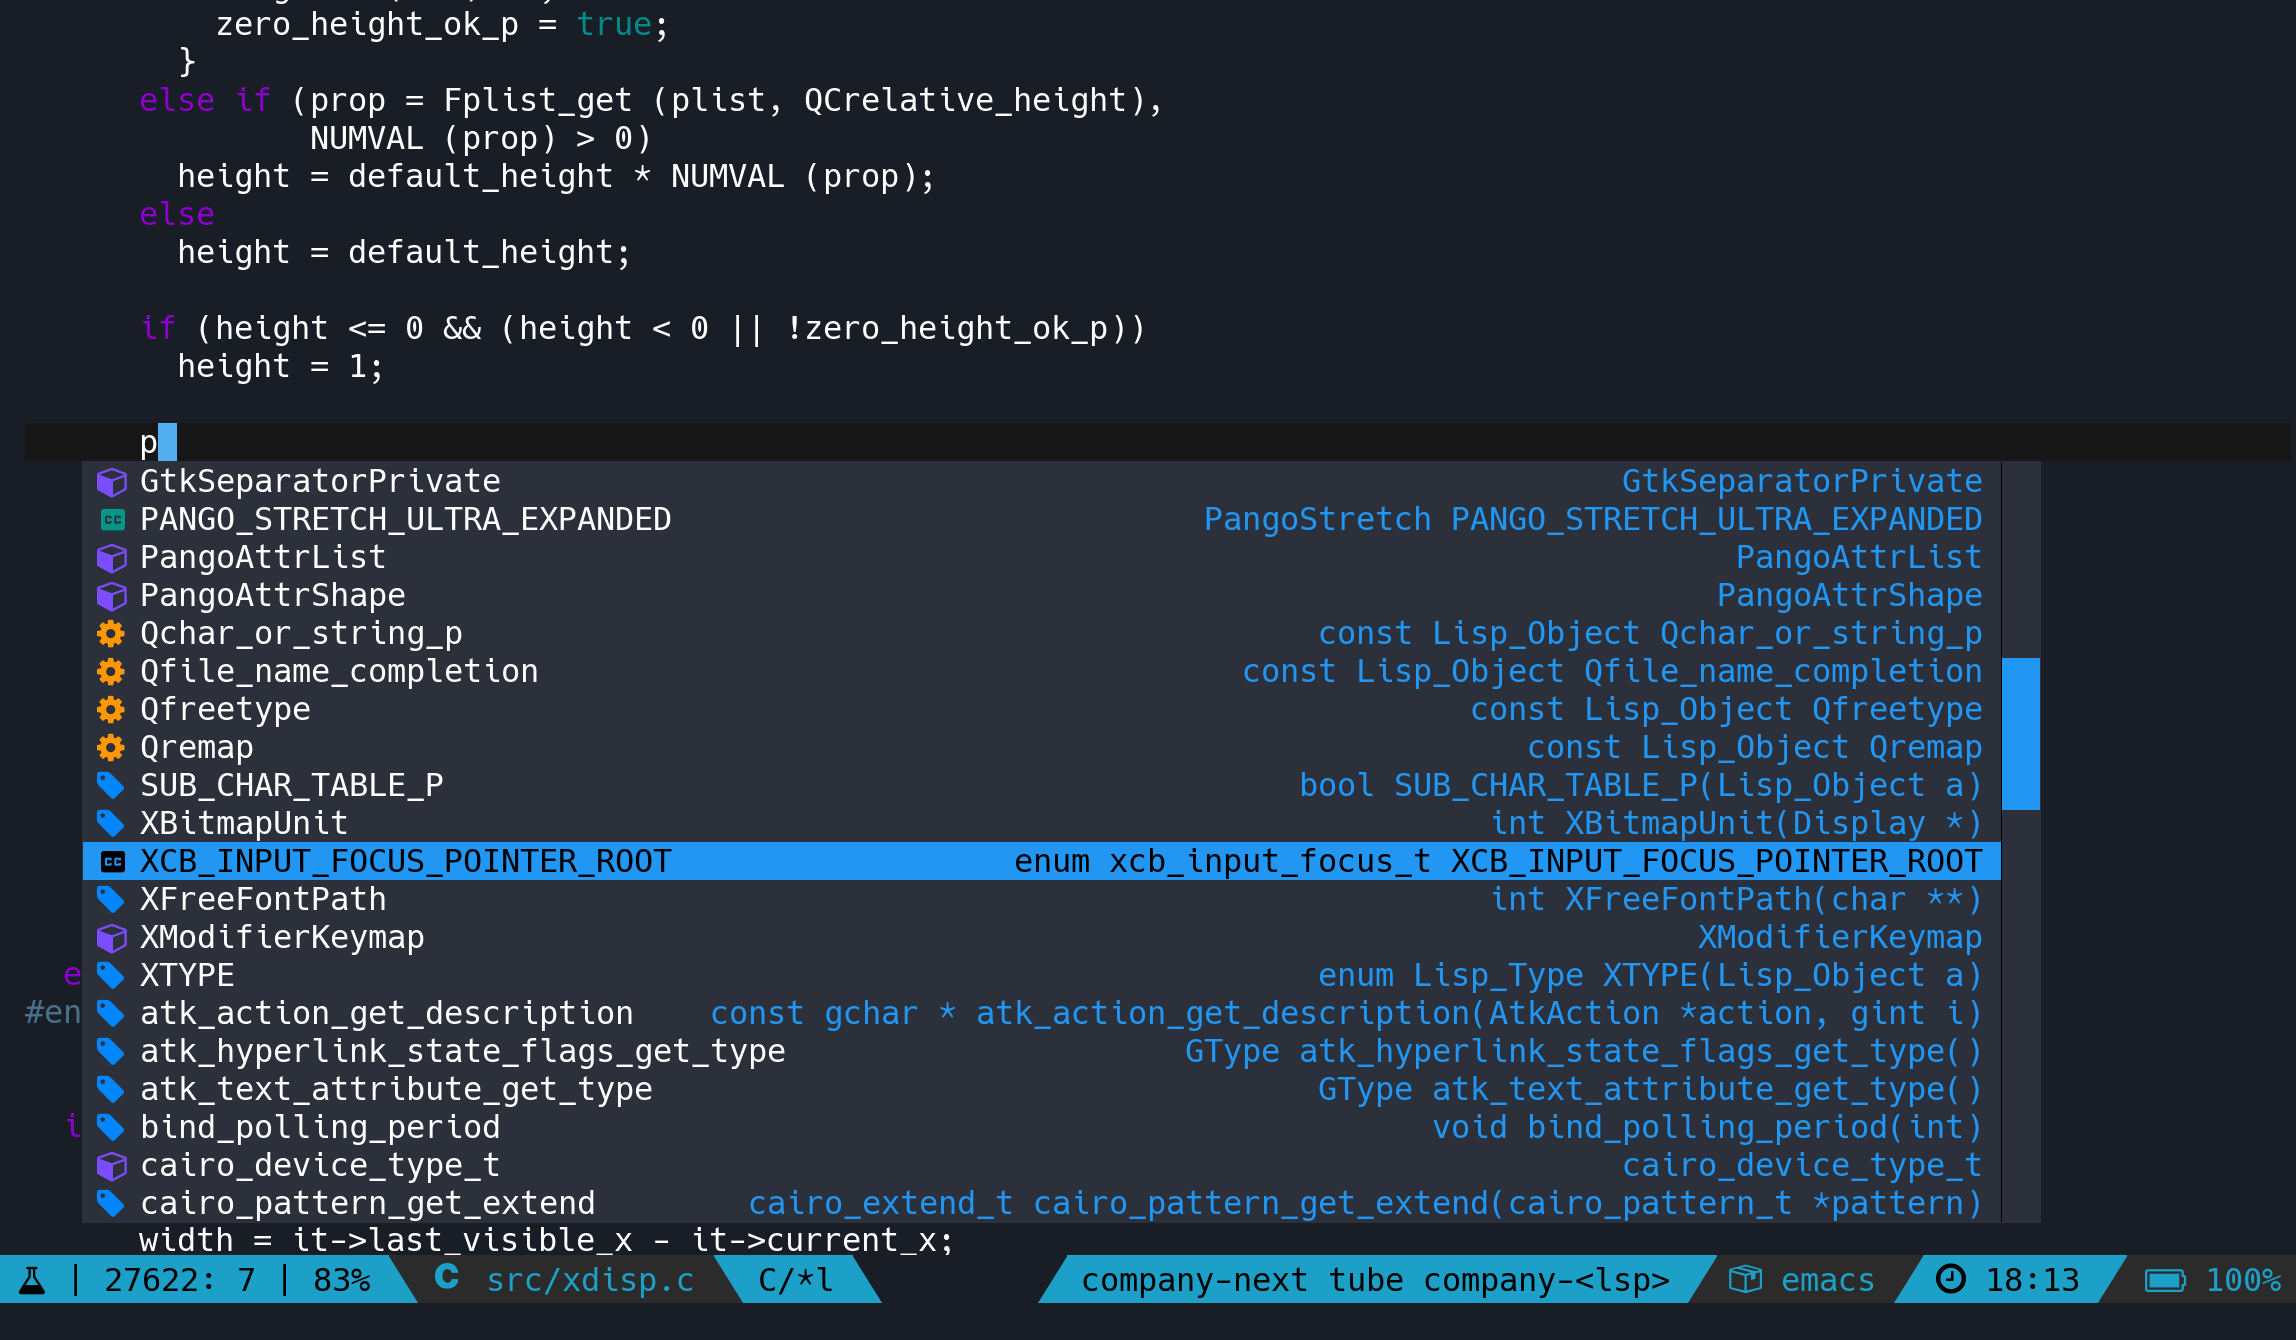 zero_height_ok_p = true;
}
else if (prop = Fplist_get (plist, QCrelative_height),
NUMVAL (prop) > 0)
height = default_height * NUMVAL (prop);
else
height = default_height;
if (height <= 0 && (height < 0 || !zero_height_ok_p))
height = 1;
p
GtkSeparatorPrivate GtkSeparatorPrivate
PANGO_STRETCH_ULTRA_EXPANDED PangoStretch PANGO_STRETCH_ULTRA_EXPANDED
PangoAttrList PangoAttrList
PangoAttrShape PangoAttrShape
Qchar_or_string_p const Lisp_Object Qchar_or_string_p
Qfile_name_completion const Lisp_Object Qfile_name_completion
Qfreetype const Lisp_Object Qfreetype
Qremap const Lisp_Object Qremap
SUB_CHAR_TABLE_P bool SUB_CHAR_TABLE_P(Lisp_Object a)
XBitmapUnit int XBitmapUnit(Display *)
XCB_INPUT_FOCUS_POINTER_ROOT enum xcb_input_focus_t XCB_INPUT_FOCUS_POINTER_ROOT
XFreeFontPath int XFreeFontPath(char **)
XModifierKeymap XModifierKeymap
e XTYPE enum Lisp_Type XTYPE(Lisp_Object a)
#en atk_action_get_description const gchar * atk_action_get_description(AtkAction *action, gint i)
atk_hyperlink_state_flags_get_type GType atk_hyperlink_state_flags_get_type()
atk_text_attribute_get_type GType atk_text_attribute_get_type()
i bind_polling_period void bind_polling_period(int)
cairo_device_type_t cairo_device_type_t
cairo_pattern_get_extend cairo_extend_t cairo_pattern_get_extend(cairo_pattern_t *pattern)
width = it->last_visible_x - it->current_x;
| 27622: 7 | 83% C src/xdisp.c C/*l company-next tube company-<lsp> emacs 18:13 100%